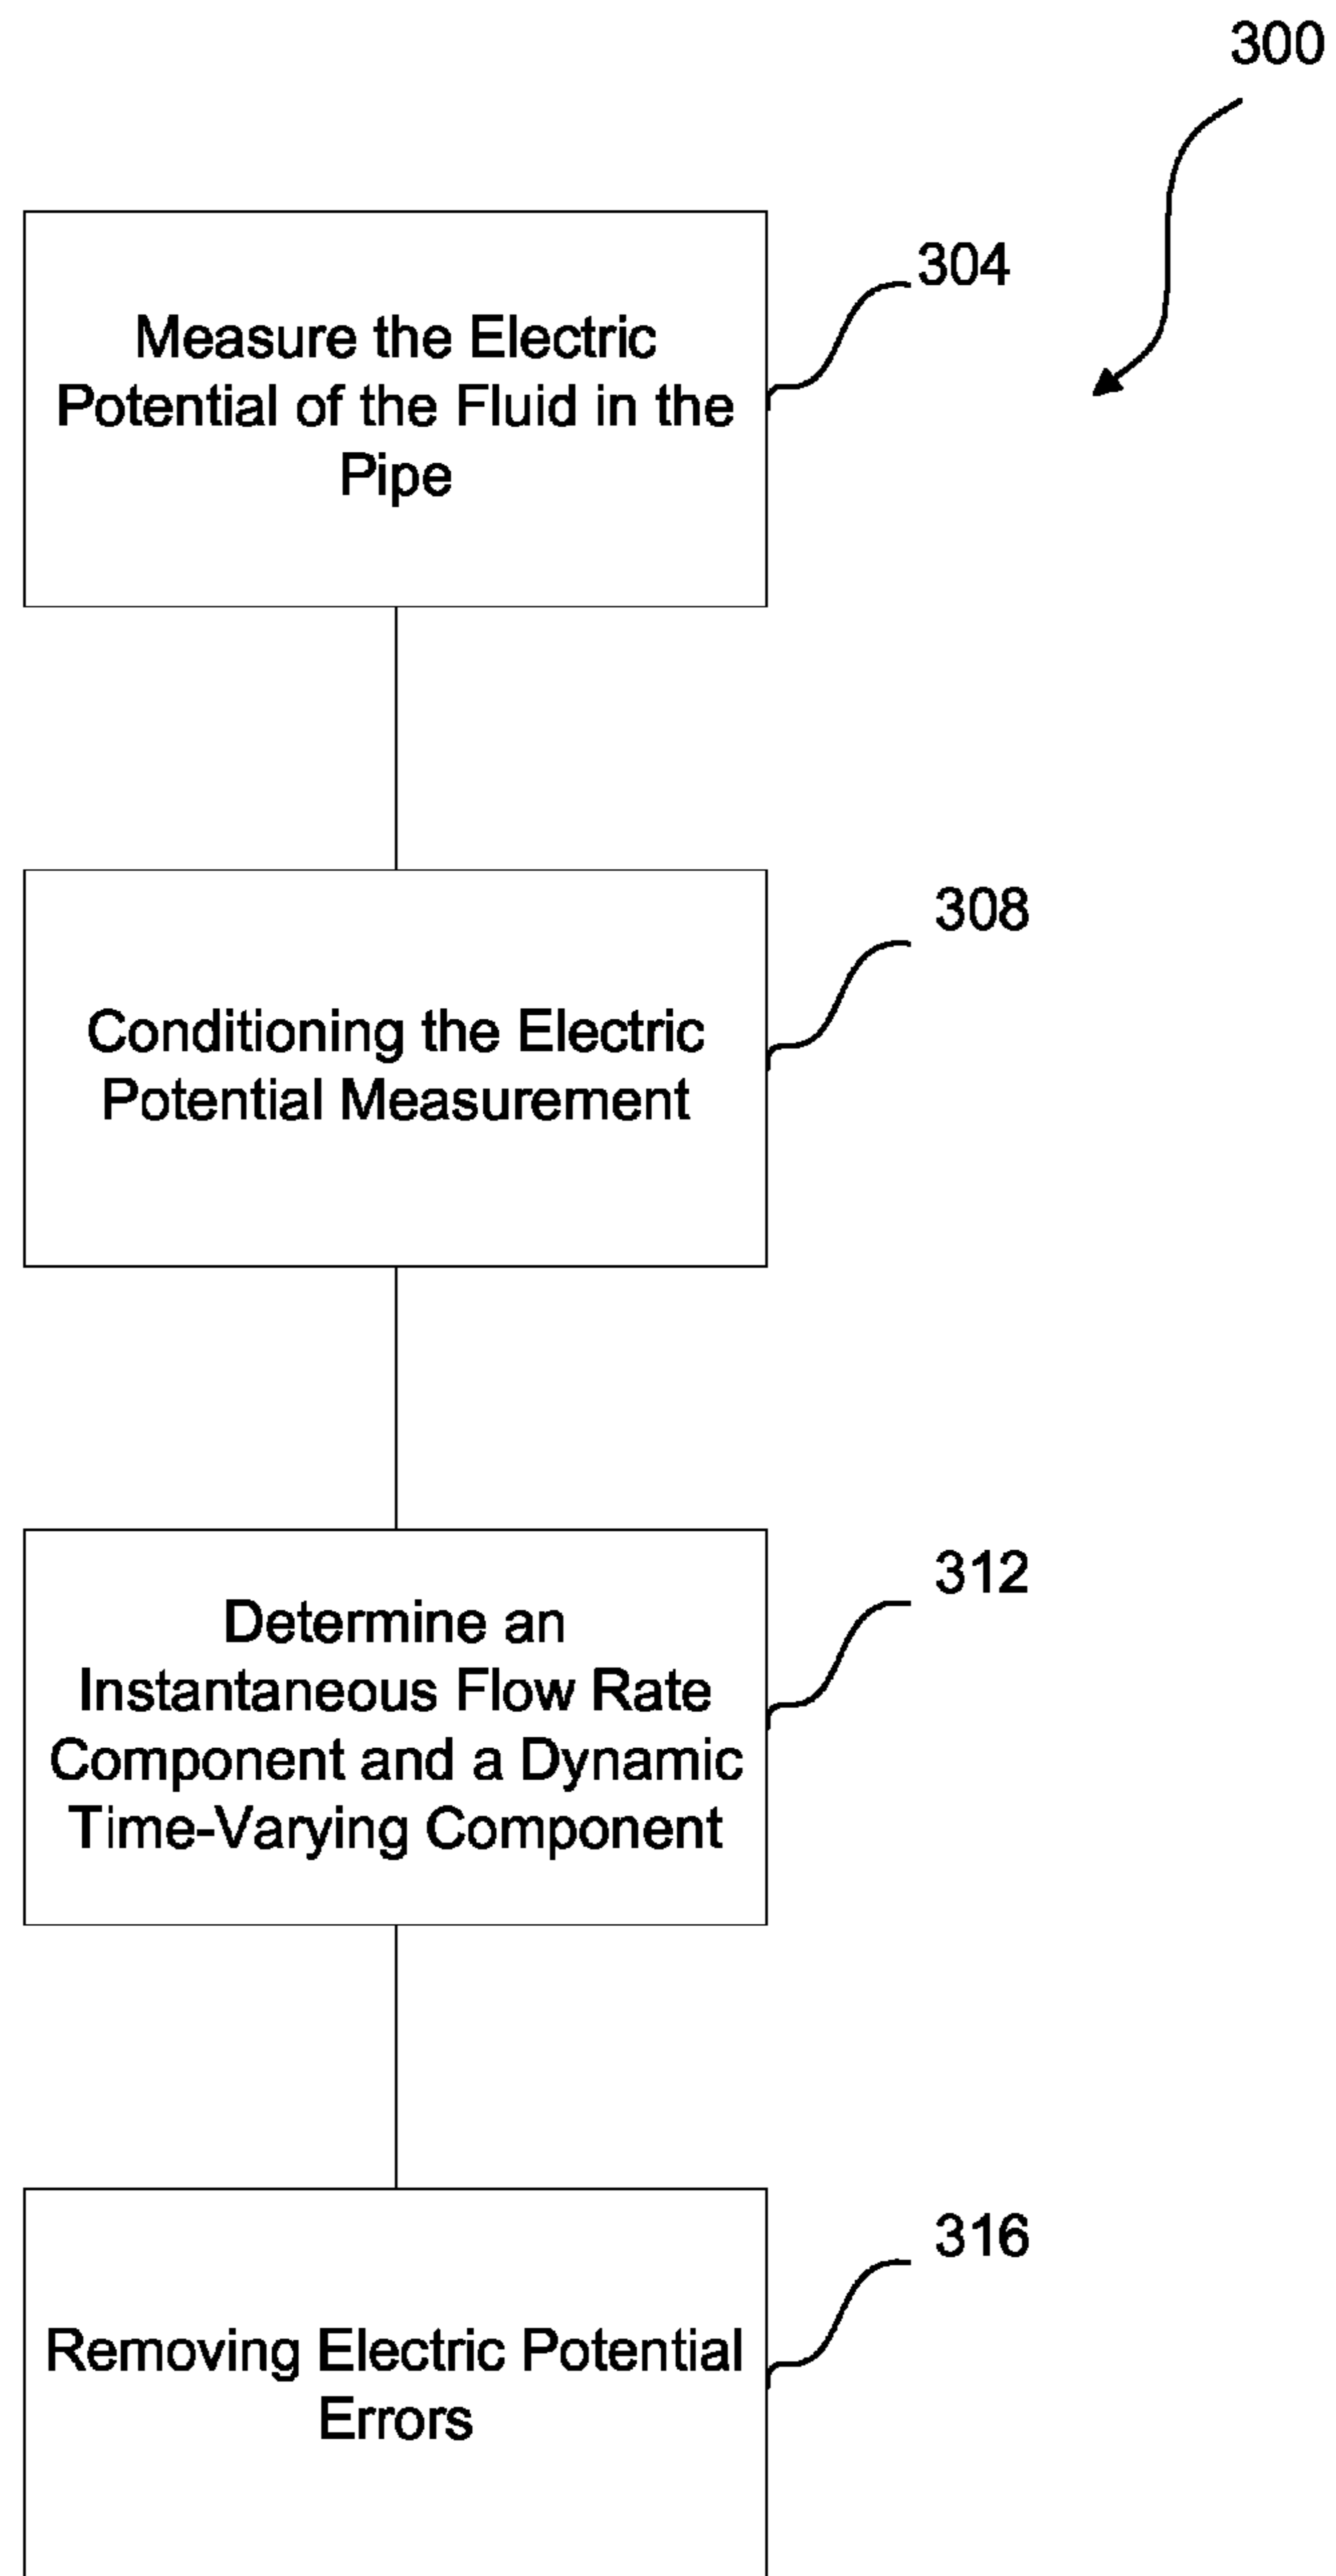 300
304
Measure the Electric
Potential of the Fluid in the
Pipe
308
Conditioning the Electric
Potential Measurement
312
Determine an
Instantaneous Flow Rate
Component and a Dynamic
Time-Varying Component
316
Removing Electric Potential
Errors